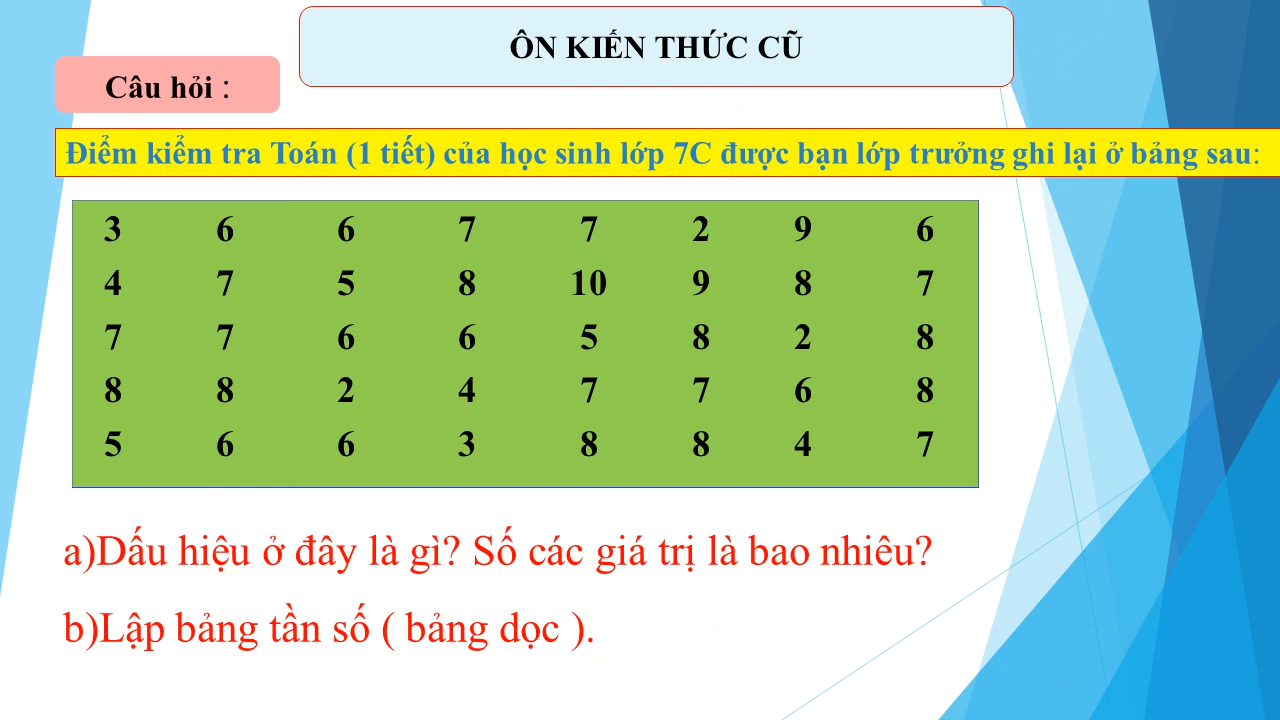 ÔN KIẾN THỨC CŨ
Câu hỏi :
Điểm kiểm tra Toán (1 tiết) của học sinh lớp 7C được bạn lớp trưởng ghi lại ở bảng sau:
3 6 6 7 7 2 9 6
4 7 5 8 10 9 8 7
7 7 6 6 5 8 2 8
8 8 2 4 7 7 6 8
5 6 6 3 8 8 4 7
a)Dấu hiệu ở đây là gì? Số các giá trị là bao nhiêu?
b)Lập bảng tần số ( bảng dọc ).